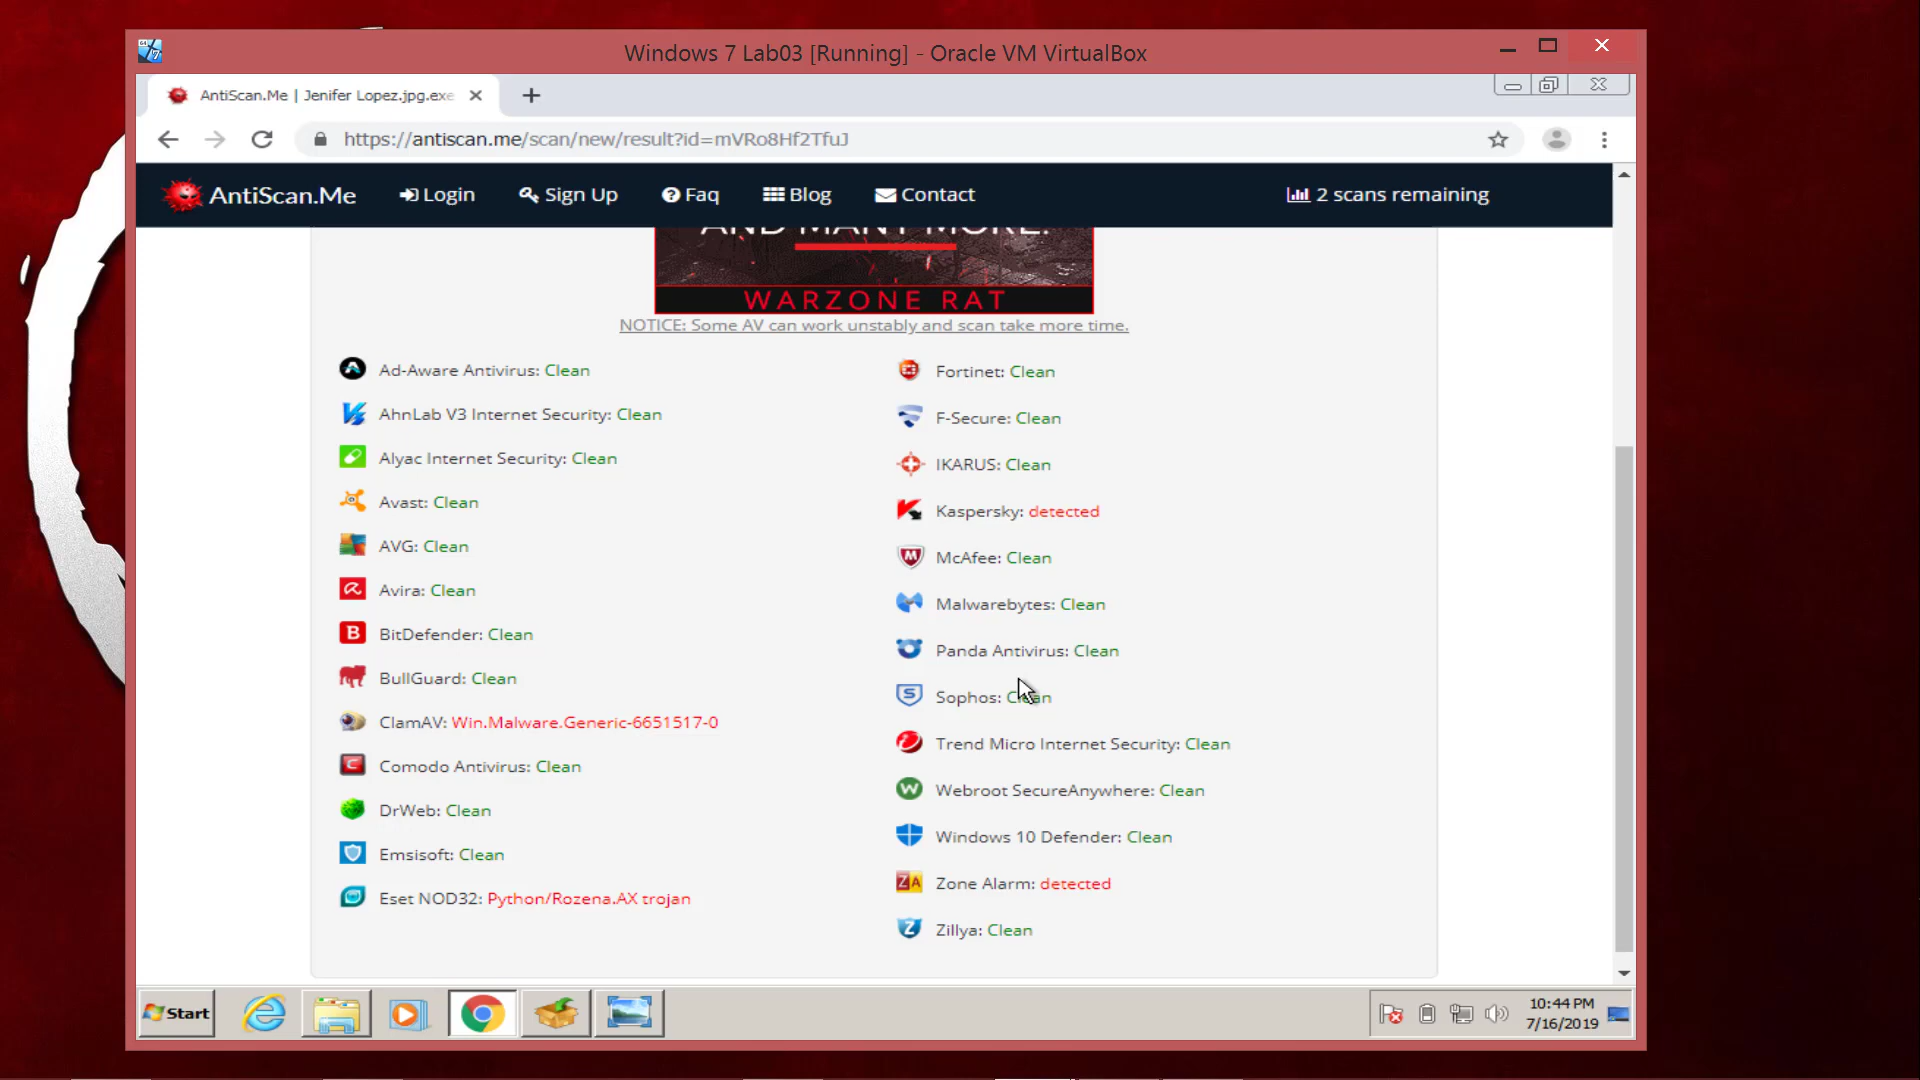 Windows 7 Lab03 [Running] - Oracle VM VirtualBox
AntiScan.Me | Jenifer Lopez.jpg.exe
https://antiscan.me/scan/new/result?id=mVRo8Hf2TfuJ
AntiScan.Me Login Sign Up Faq Blog Contact 2 scans remaining
AND MANY MORE.
WARZONE RAT
NOTICE: Some AV can work unstably and scan take more time.
Ad-Aware Antivirus: Clean
AhnLab V3 Internet Security: Clean
Alyac Internet Security: Clean
Avast: Clean
AVG: Clean
Avira: Clean
BitDefender: Clean
BullGuard: Clean
ClamAV: Win.Malware.Generic-6651517-0
Comodo Antivirus: Clean
DrWeb: Clean
Emsisoft: Clean
Eset NOD32: Python/Rozena.AX trojan
Fortinet: Clean
F-Secure: Clean
IKARUS: Clean
Kaspersky: detected
McAfee: Clean
Malwarebytes: Clean
Panda Antivirus: Clean
Sophos: Clean
Trend Micro Internet Security: Clean
Webroot SecureAnywhere: Clean
Windows 10 Defender: Clean
Zone Alarm: detected
Zillya: Clean
Start
10:44 PM
7/16/2019